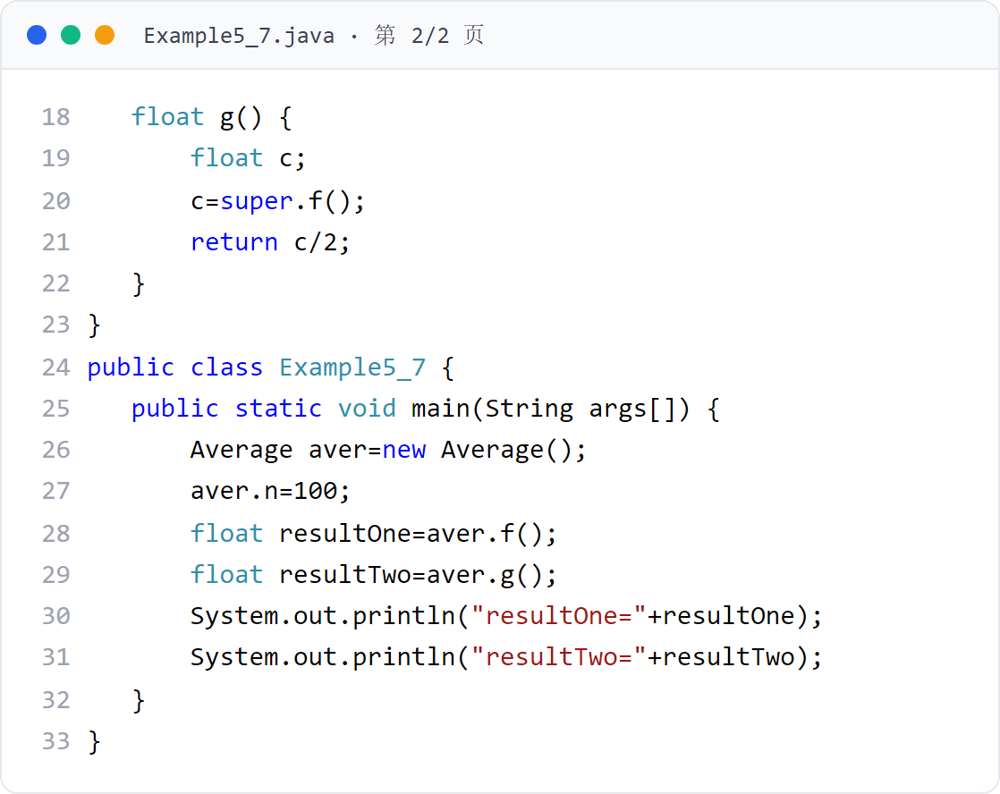 Example5_7.java · 第 2/2 页
18    float g() {
19        float c;
20        c=super.f();
21        return c/2;
22    }
23 }
24 public class Example5_7 {
25    public static void main(String args[]) {
26        Average aver=new Average();
27        aver.n=100;
28        float resultOne=aver.f();
29        float resultTwo=aver.g();
30        System.out.println("resultOne="+resultOne);
31        System.out.println("resultTwo="+resultTwo);
32    }
33 }